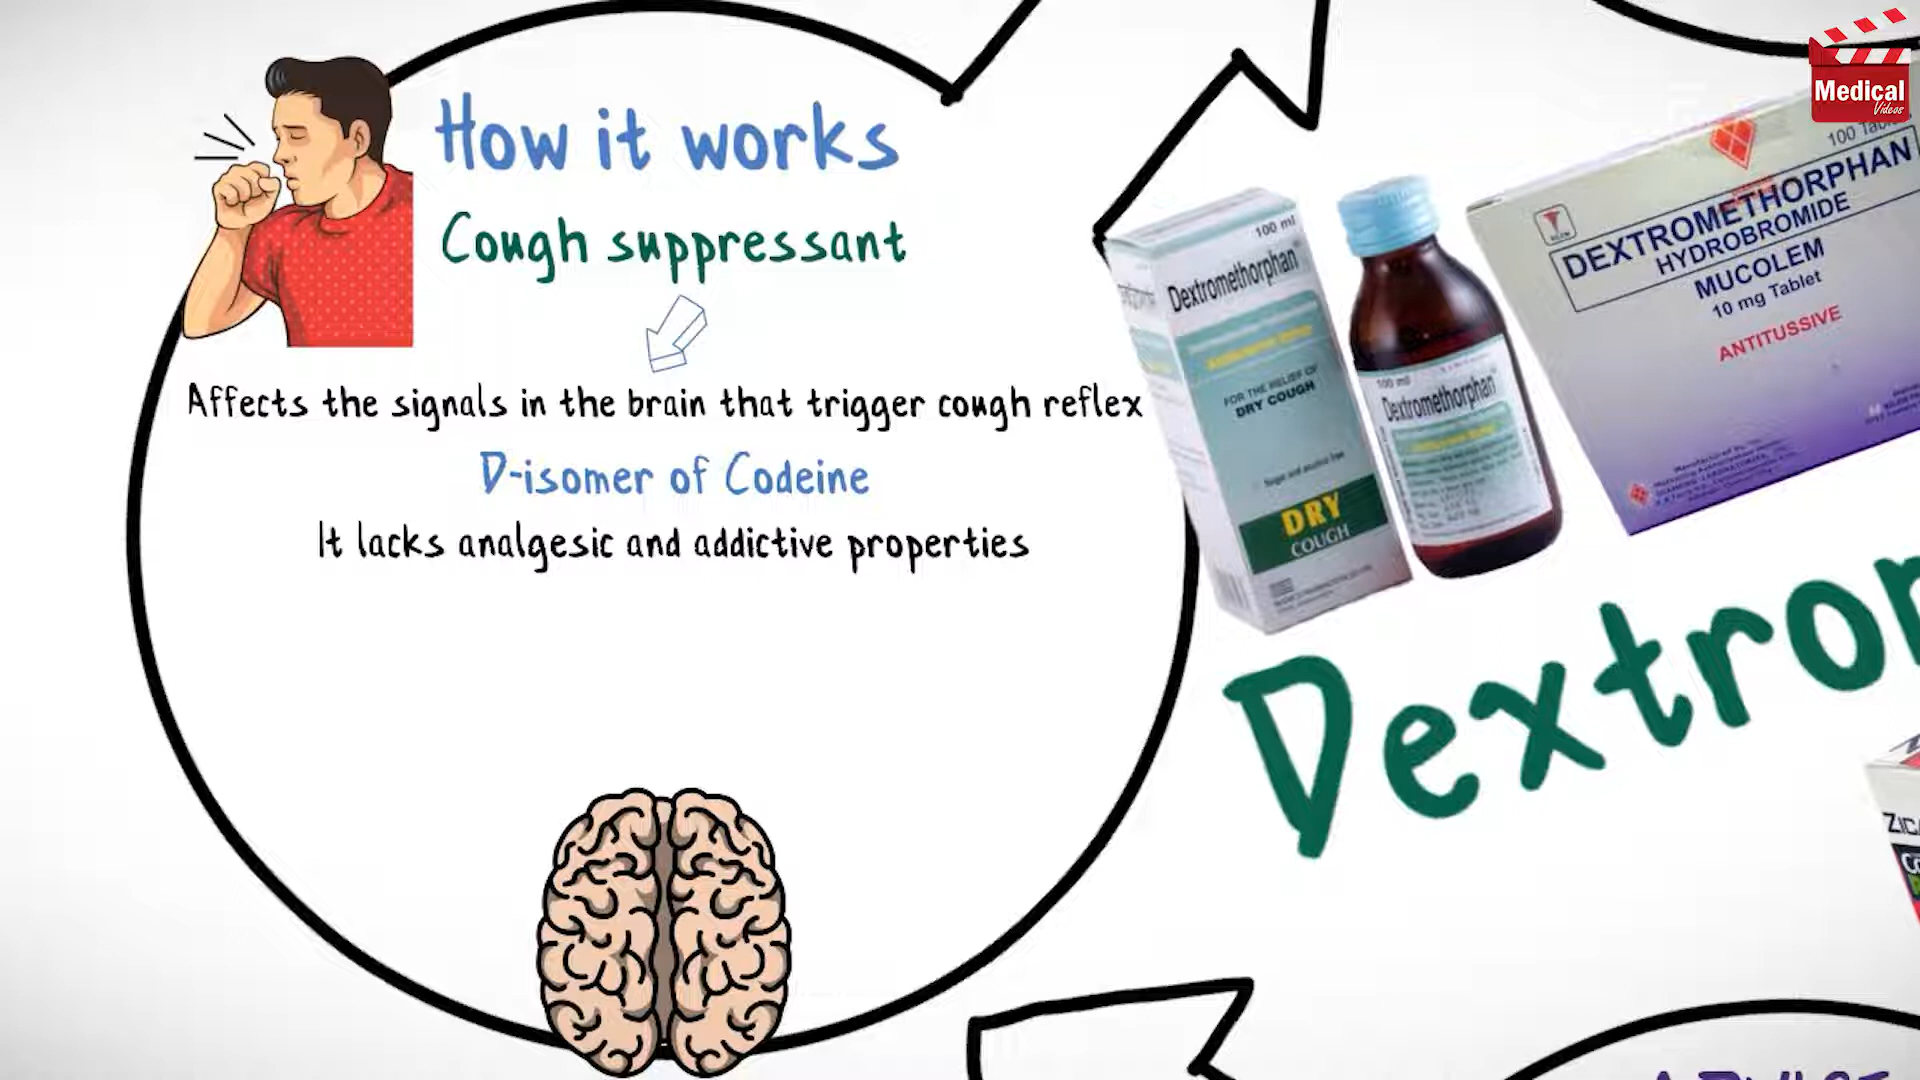 How it works
Cough suppressant
Affects the signals in the brain that trigger cough reflex
D-isomer of Codeine
It lacks analgesic and addictive properties
Medical
Videos
100 ml
Dextromethorphan
FOR THE RELIEF OF
DRY COUGH
DRY
COUGH
100 ml
Dextromethorphan
DEXTROMETHORPHAN
HYDROBROMIDE
MUCOLEM
10 mg Tablet
ANTITUSSIVE